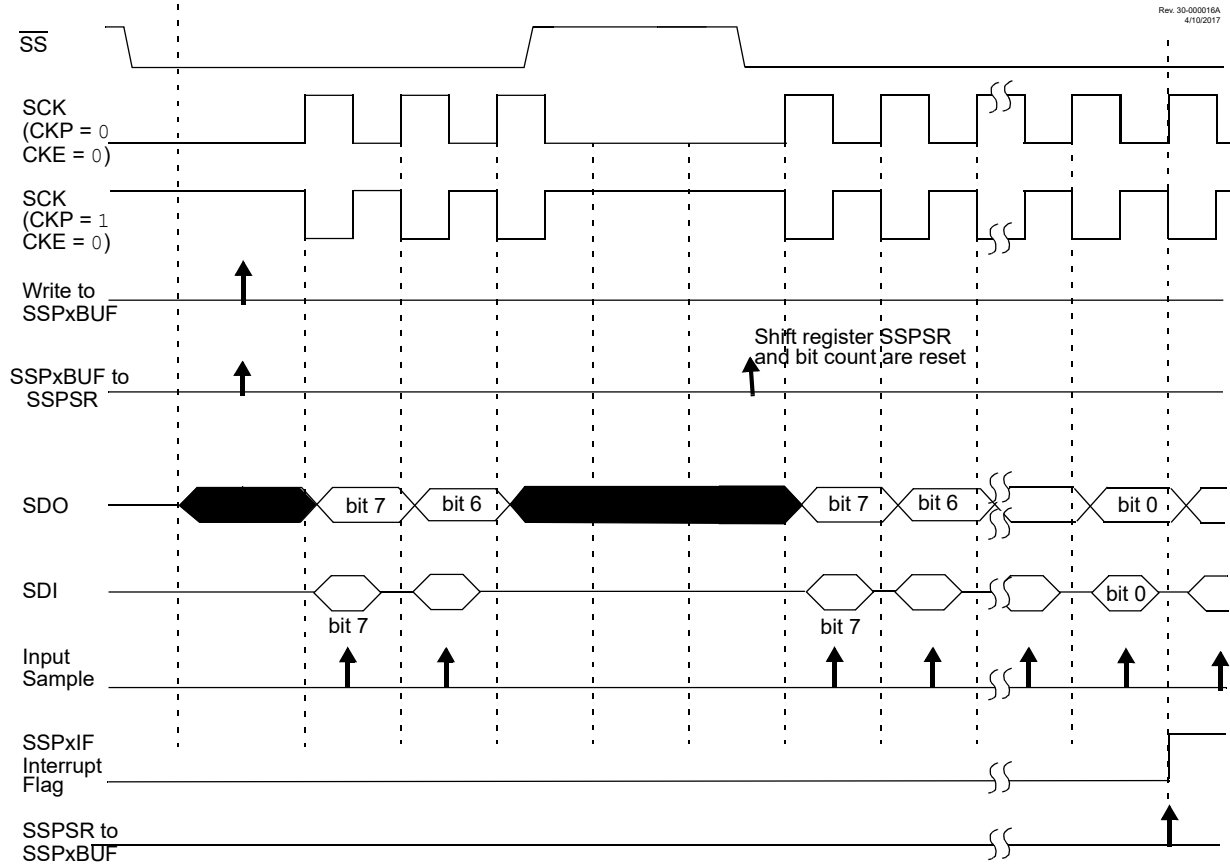 Rev. 30-000016A
4/10/2017
SS
SCK
(CKP = 0
CKE = 0)
SCK
(CKP = 1
CKE = 0)
Write to
SSPxBUF
Shift register SSPSR
and bit count are reset
SSPxBUF to
SSPSR
SDO
bit 7
bit 6
bit 7
bit 6
bit 0
SDI
bit 0
bit 7
bit 7
Input
Sample
SSPxIF
Interrupt
Flag
SSPSR to
SSPxBUF